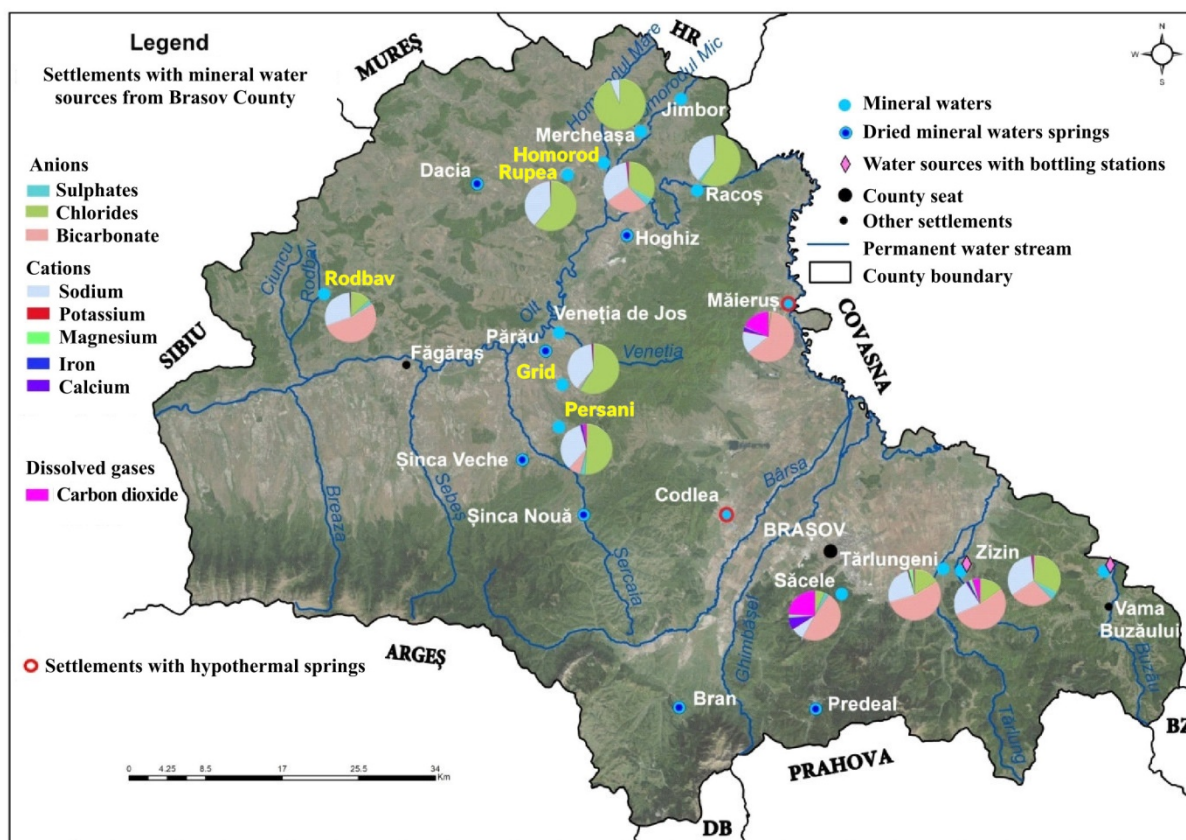 Legend
Settlements with mineral water
sources from Brasov County
Anions
Sulphates
Chlorides
Bicarbonate
Cations
Sodium
Potassium
Magnesium
Iron
Calcium
Dissolved gases
Carbon dioxide
Settlements with hypothermal springs
0 4.25 8.5 17 25.5 34
Km
MUREȘ
HR
COVASNA
BZ
PRAHOVA
DB
ARGEȘ
SIBIU
N
W
E
S
Mineral waters
Dried mineral waters springs
Water sources with bottling stations
County seat
Other settlements
Permanent water stream
County boundary
Homorodul Mare
Homorodul Mic
Jimbor
Mercheașa
Homorod
Rupea
Dacia
Racoș
Hoghiz
Ciuncu
Rodbav
Rodbav
Măieruș
Olt
Veneția de Jos
Părău
Veneția
Făgăraș
Grid
Persani
Șinca Veche
Șinca Nouă
Breaza
Sebeș
Sercaia
Codlea
Bârsa
BRAȘOV
Tărlungeni
Zizin
Săcele
Ghimbășel
Vama
Buzăului
Buzău
Tărlung
Bran
Predeal